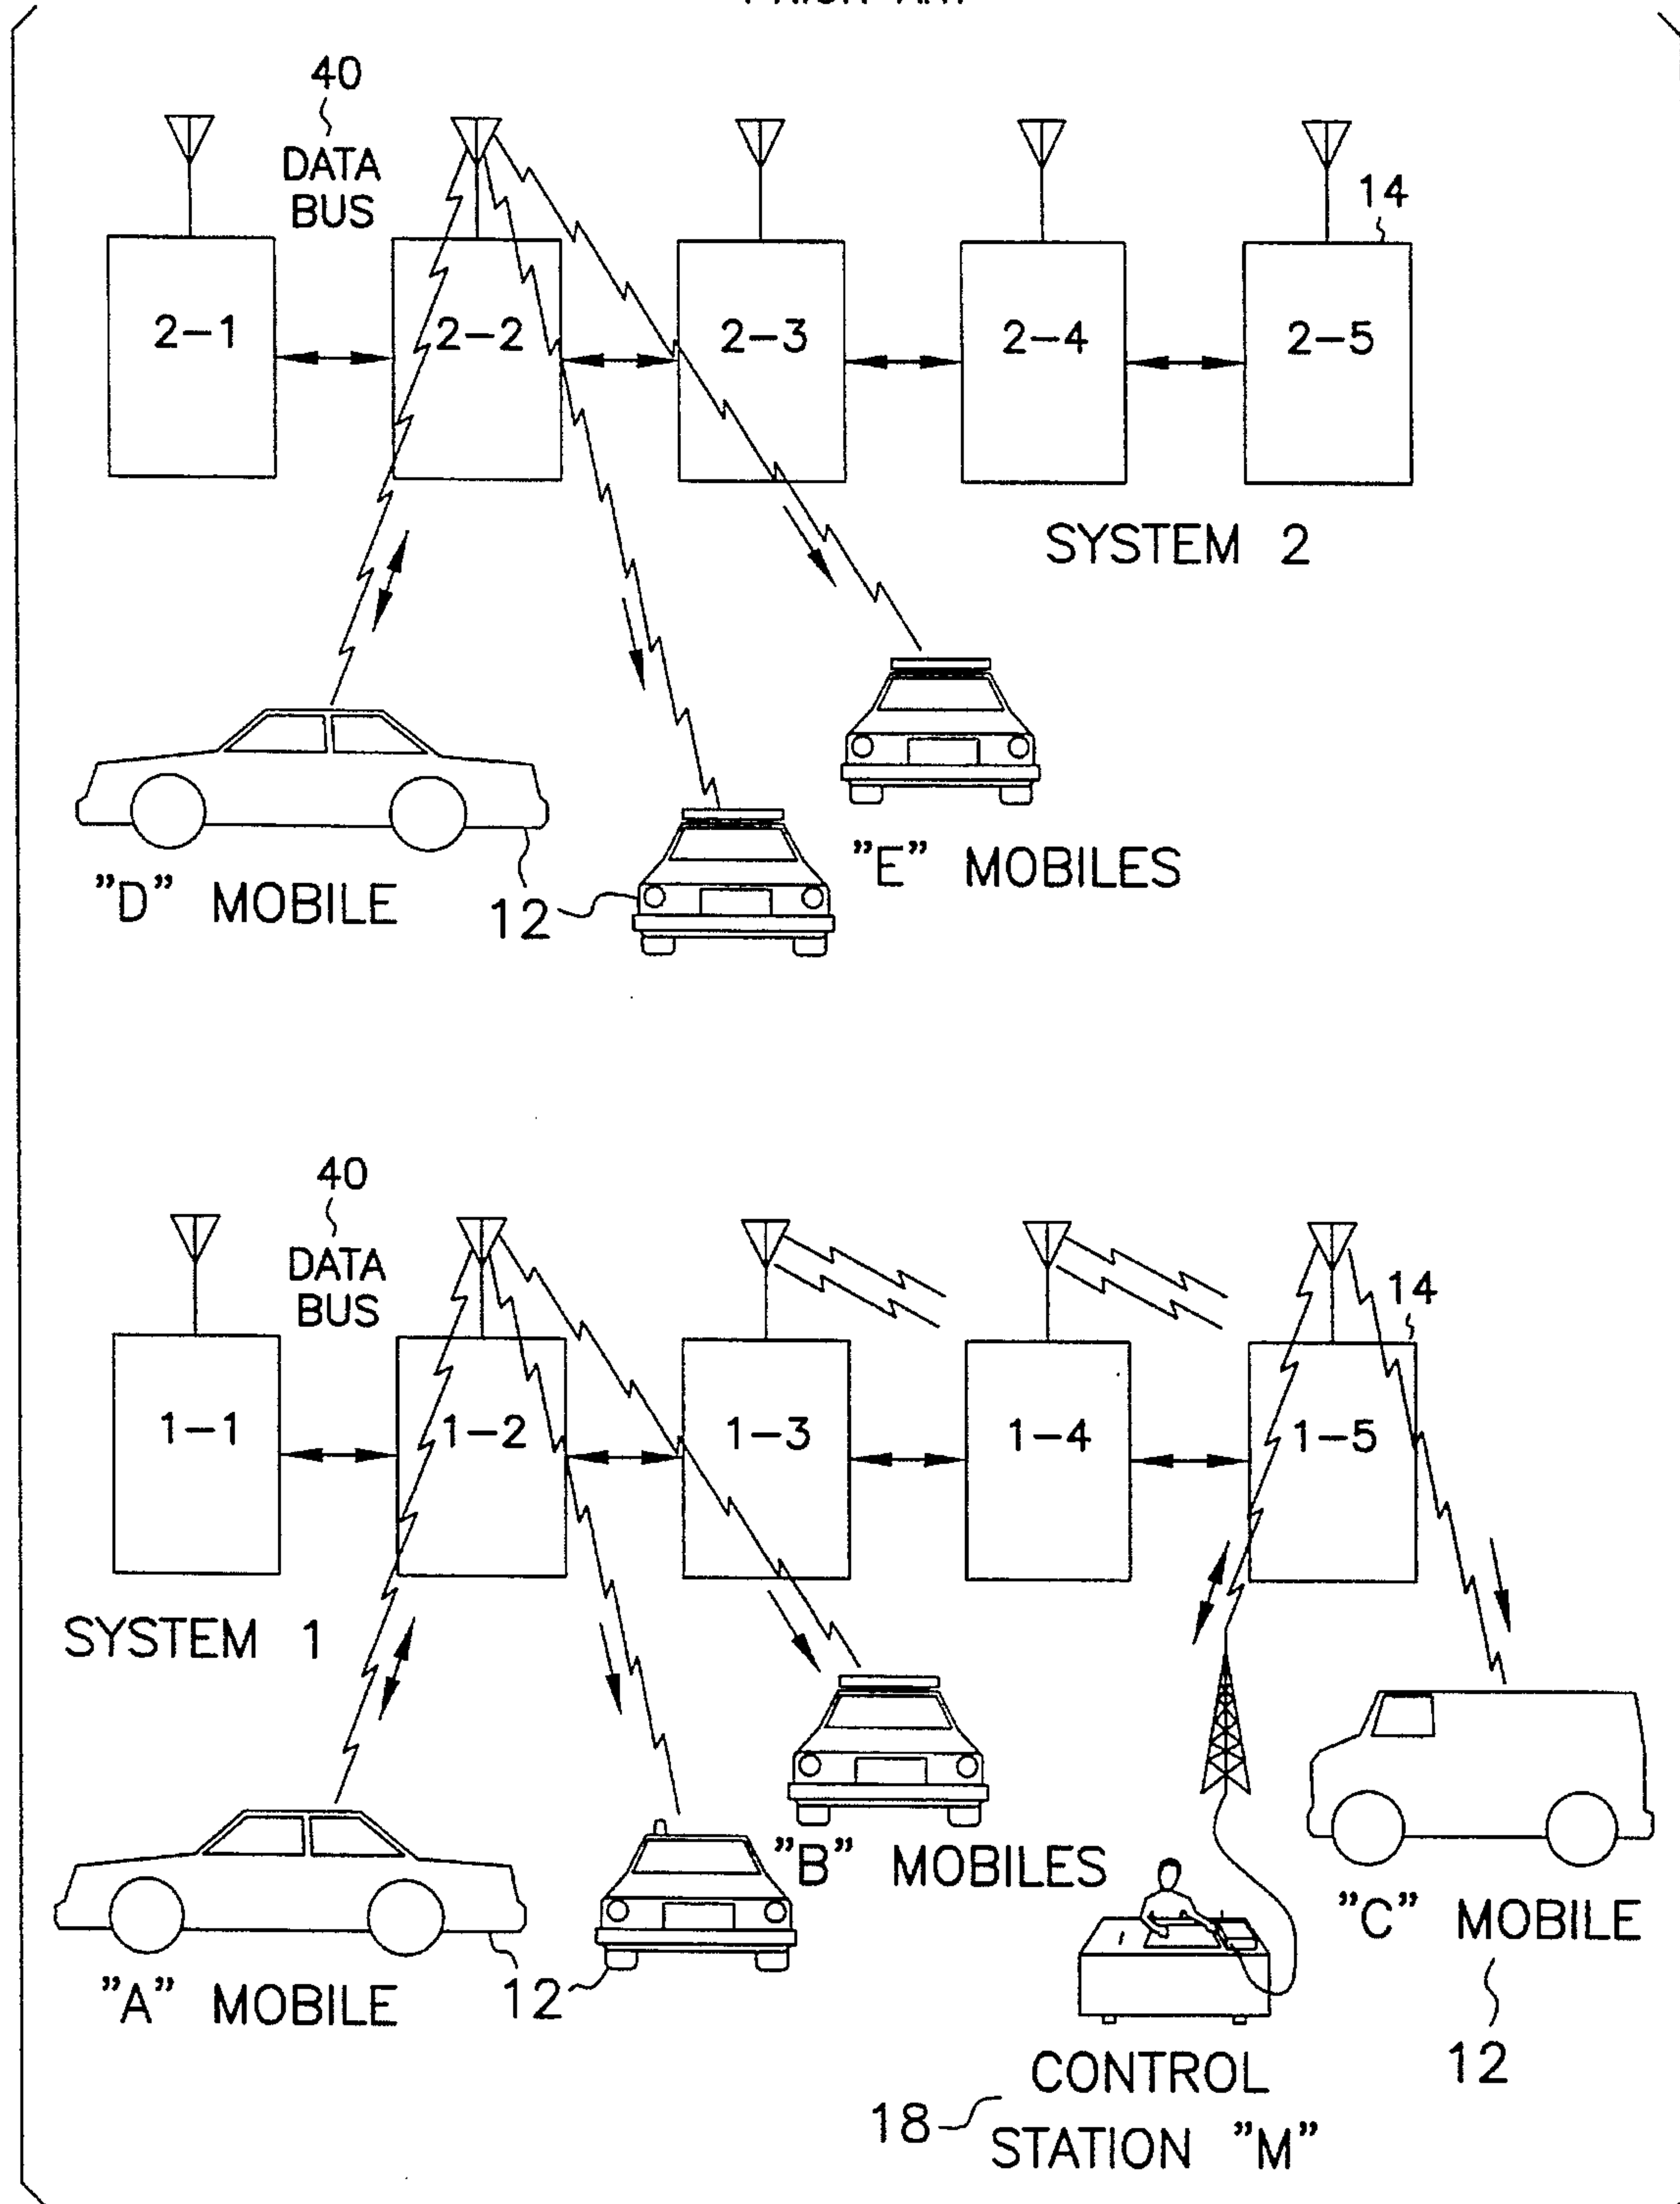 PRIOR ART
40
DATA
BUS
14
2-1
2-2
2-3
2-4
2-5
SYSTEM 2
"D" MOBILE
12
"E" MOBILES
40
DATA
BUS
14
1-1
1-2
1-3
1-4
1-5
SYSTEM 1
"B" MOBILES
"A" MOBILE
12
"C" MOBILE
12
CONTROL
18
STATION "M"